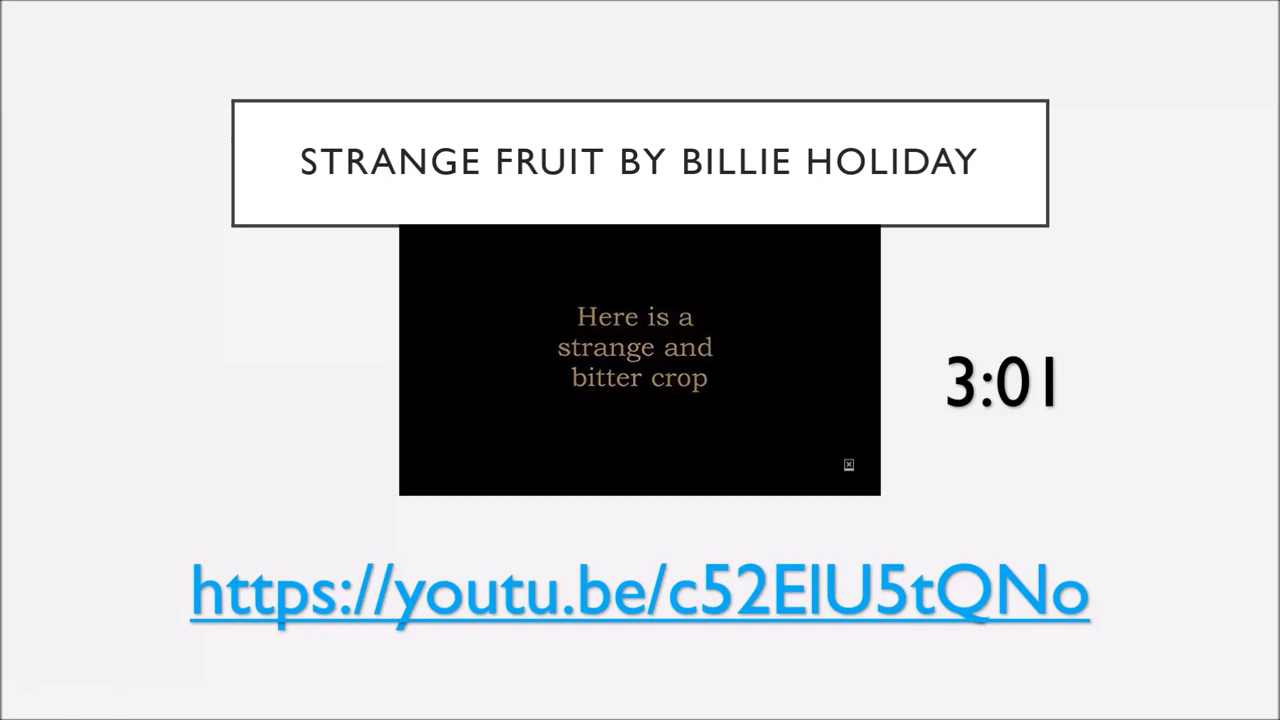 STRANGE FRUIT BY BILLIE HOLIDAY
Here is a
strange and
bitter crop
3:01
https://youtu.be/c52ElU5tQNo